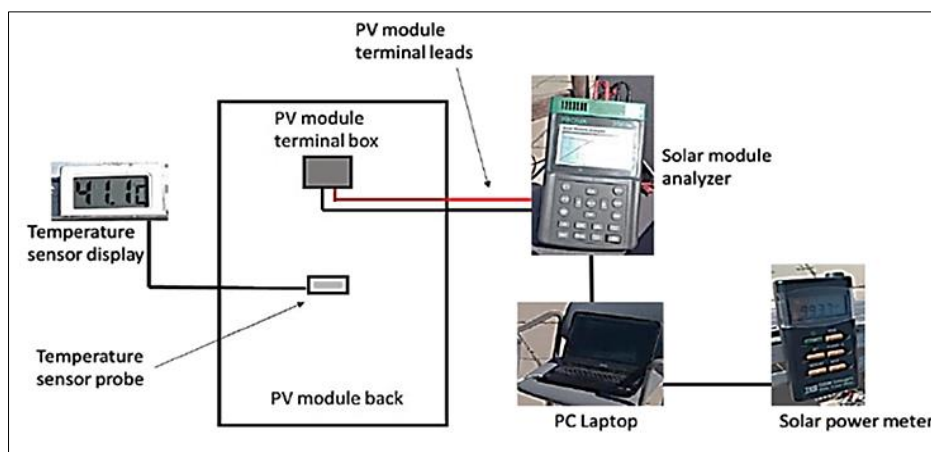 PV module
terminal leads
PV module
terminal box
Solar module
analyzer
41.1c
Temperature
sensor display
Temperature
sensor probe
PV module back
PC Laptop
Solar power meter